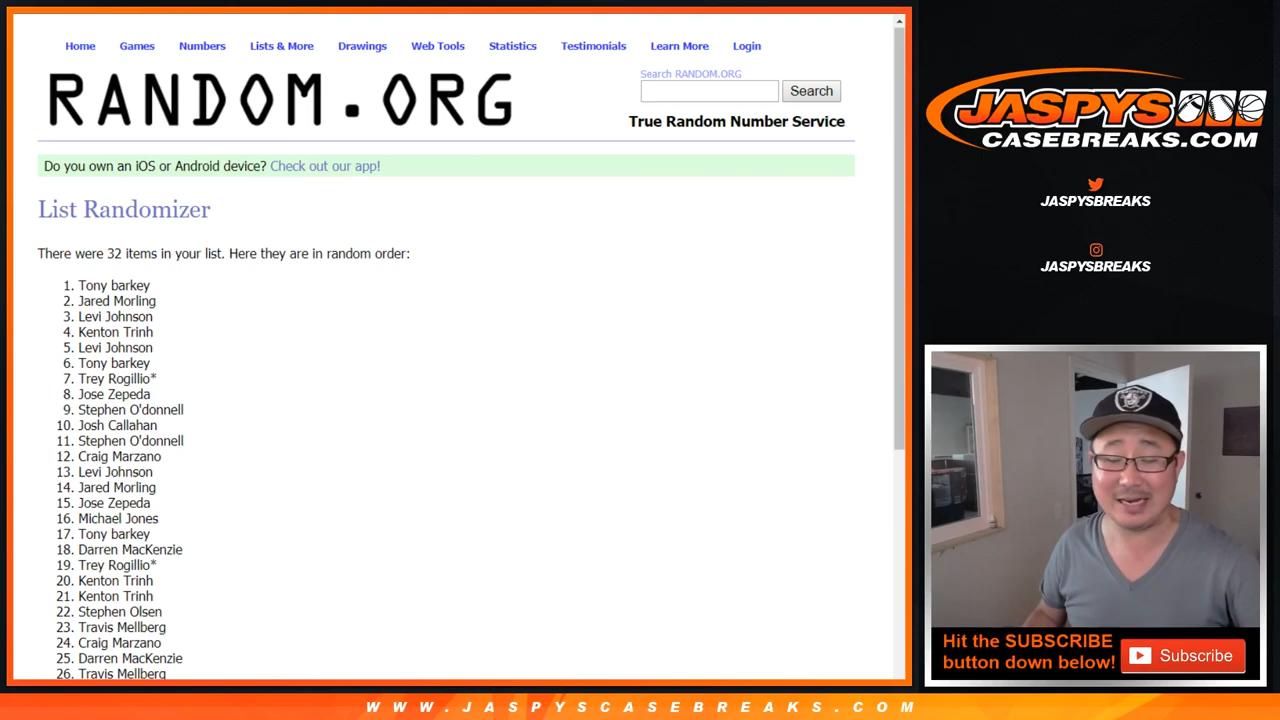 Home Games Numbers Lists & More Drawings Web Tools Statistics Testimonials Learn More Login
RANDOM.ORG
Search RANDOM.ORG
Search
True Random Number Service
Do you own an iOS or Android device? Check out our app!
List Randomizer
There were 32 items in your list. Here they are in random order:
1. Tony barkey
2. Jared Morling
3. Levi Johnson
4. Kenton Trinh
5. Levi Johnson
6. Tony barkey
7. Trey Rogillio*
8. Jose Zepeda
9. Stephen O'donnell
10. Josh Callahan
11. Stephen O'donnell
12. Craig Marzano
13. Levi Johnson
14. Jared Morling
15. Jose Zepeda
16. Michael Jones
17. Tony barkey
18. Darren MacKenzie
19. Trey Rogillio*
20. Kenton Trinh
21. Kenton Trinh
22. Stephen Olsen
23. Travis Mellberg
24. Craig Marzano
25. Darren MacKenzie
26. Travis Mellberg
JASPYS
CASEBREAKS.COM
JASPYSBREAKS
JASPYSBREAKS
Hit the SUBSCRIBE
button down below!
Subscribe
WWW.JASPYSCASEBREAKS.COM